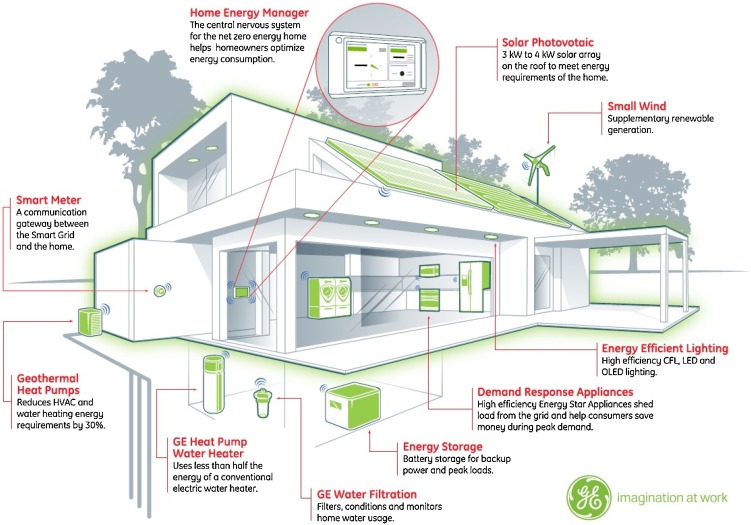 Home Energy Manager
The central nervous system
for the net zero energy home
helps homeowners optimize
energy consumption.
Solar Photovotaic
3 kW to 4 kW solar array
on the roof to meet energy
requirements of the home.
Small Wind
Supplementary renewable
generation.
Smart Meter
A communication
gateway between
the Smart Grid
and the home.
Geothermal
Heat Pumps
Reduces HVAC and
water heating energy
requirements by 30%.
GE Heat Pump
Water Heater
Uses less than half the
energy of a conventional
electric water heater.
GE Water Filtration
Filters, conditions and monitors
home water usage.
Energy Storage
Battery storage for backup
power and peak loads.
Demand Response Appliances
High efficiency Energy Star Appliances shed
load from the grid and help consumers save
money during peak demand.
Energy Efficient Lighting
High efficiency CFL, LED and
OLED lighting.
GE
imagination at work